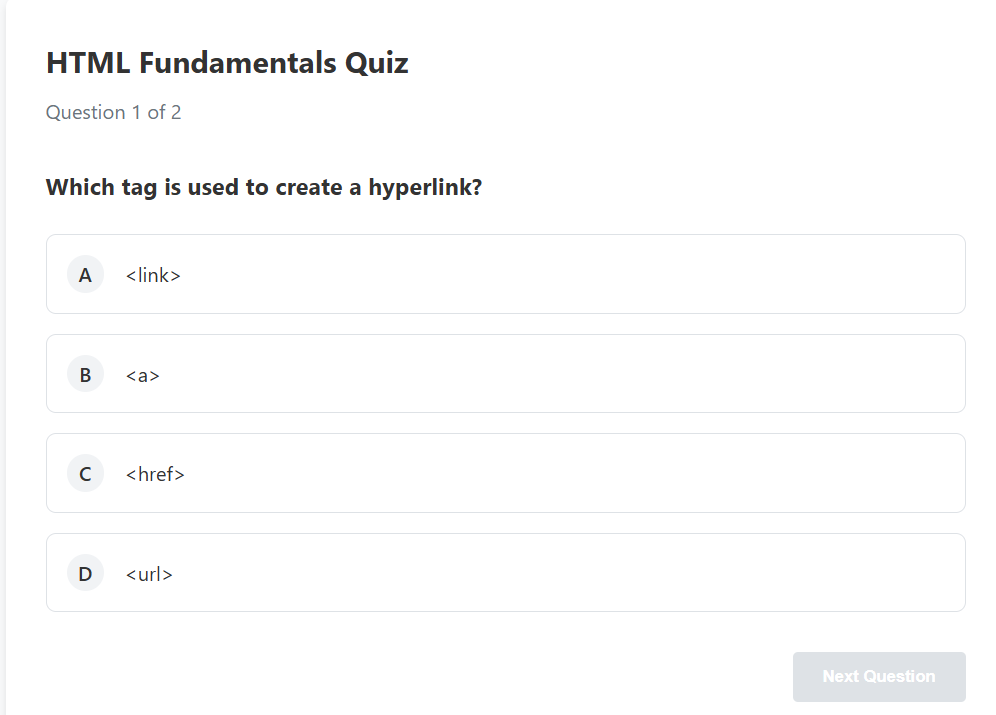 HTML Fundamentals Quiz
Question 1 of 2
Which tag is used to create a hyperlink?
A <link>
B <a>
C <href>
D <url>
Next Question